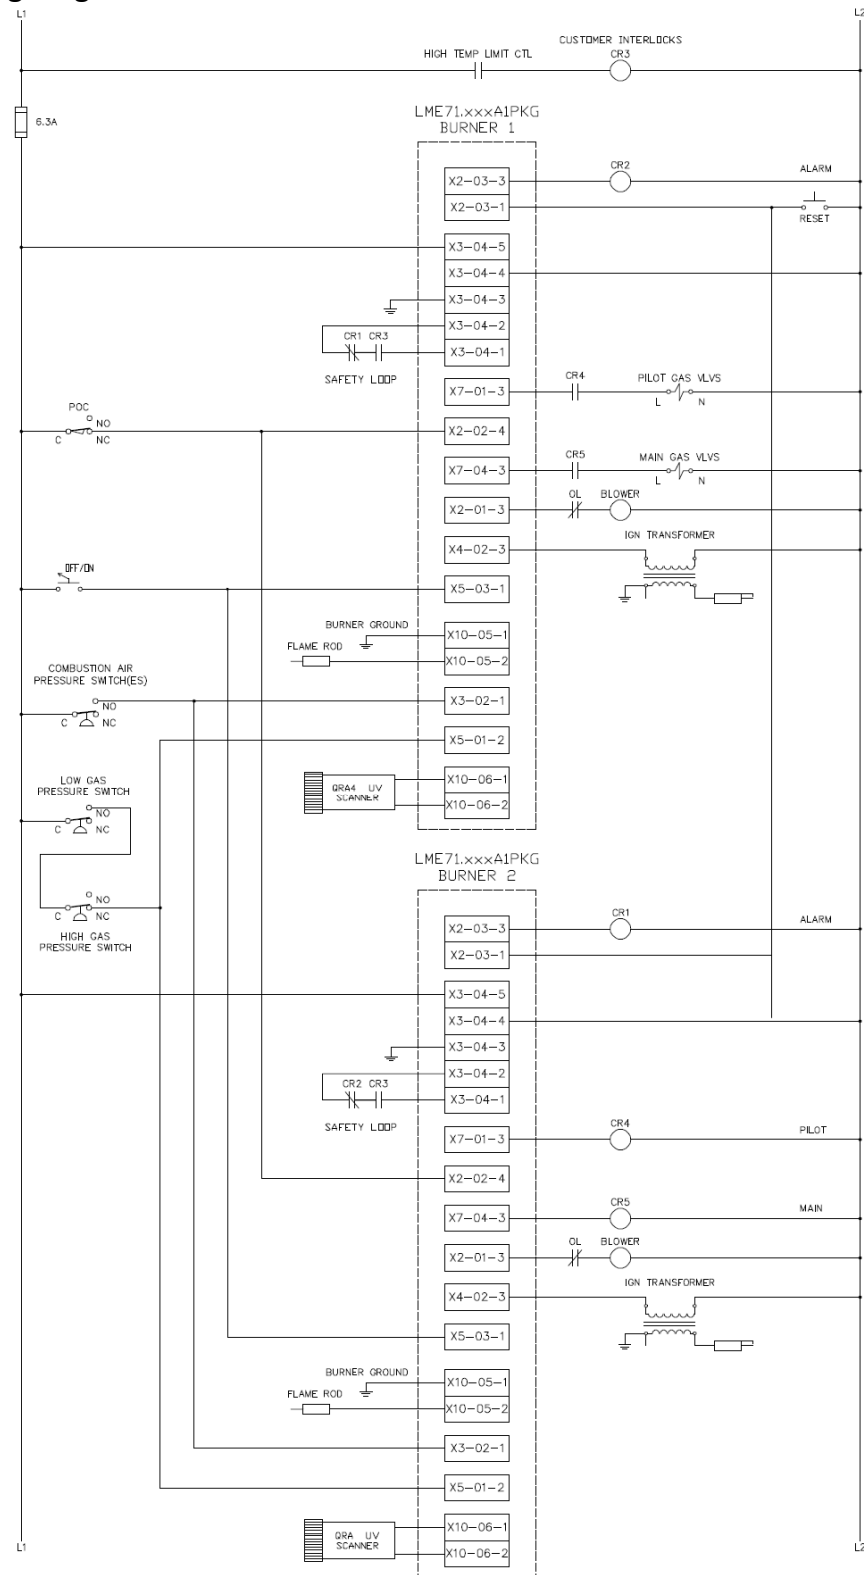 L1
L2
CUSTOMER INTERLOCKS
HIGH TEMP LIMIT CTL
CR3
6.3A
LME71.xxxA1PKG
BURNER 1
X2-03-3
CR2
ALARM
X2-03-1
RESET
X3-04-5
X3-04-4
X3-04-3
X3-04-2
CR1 CR3
X3-04-1
SAFETY LOOP
X7-01-3
CR4
PILOT GAS VLVS
L N
POC
NO
C NC
X2-02-4
X7-04-3
CR5
MAIN GAS VLVS
L N
X2-01-3
OL BLOWER
X4-02-3
IGN TRANSFORMER
OFF/ON
X5-03-1
BURNER GROUND
X10-05-1
FLAME ROD
X10-05-2
COMBUSTION AIR
PRESSURE SWITCH(ES)
NO
C NC
X3-02-1
X5-01-2
LOW GAS
PRESSURE SWITCH
NO
C NC
QRA4 UV
SCANNER
X10-06-1
X10-06-2
HIGH GAS
PRESSURE SWITCH
NO
C NC
LME71.xxxA1PKG
BURNER 2
X2-03-3
CR1
ALARM
X2-03-1
X3-04-5
X3-04-4
X3-04-3
X3-04-2
CR2 CR3
X3-04-1
SAFETY LOOP
X7-01-3
CR4
PILOT
X2-02-4
X7-04-3
CR5
MAIN
X2-01-3
OL BLOWER
X4-02-3
IGN TRANSFORMER
X5-03-1
BURNER GROUND
X10-05-1
FLAME ROD
X10-05-2
X3-02-1
X5-01-2
QRA UV
SCANNER
X10-06-1
X10-06-2
L1
L2